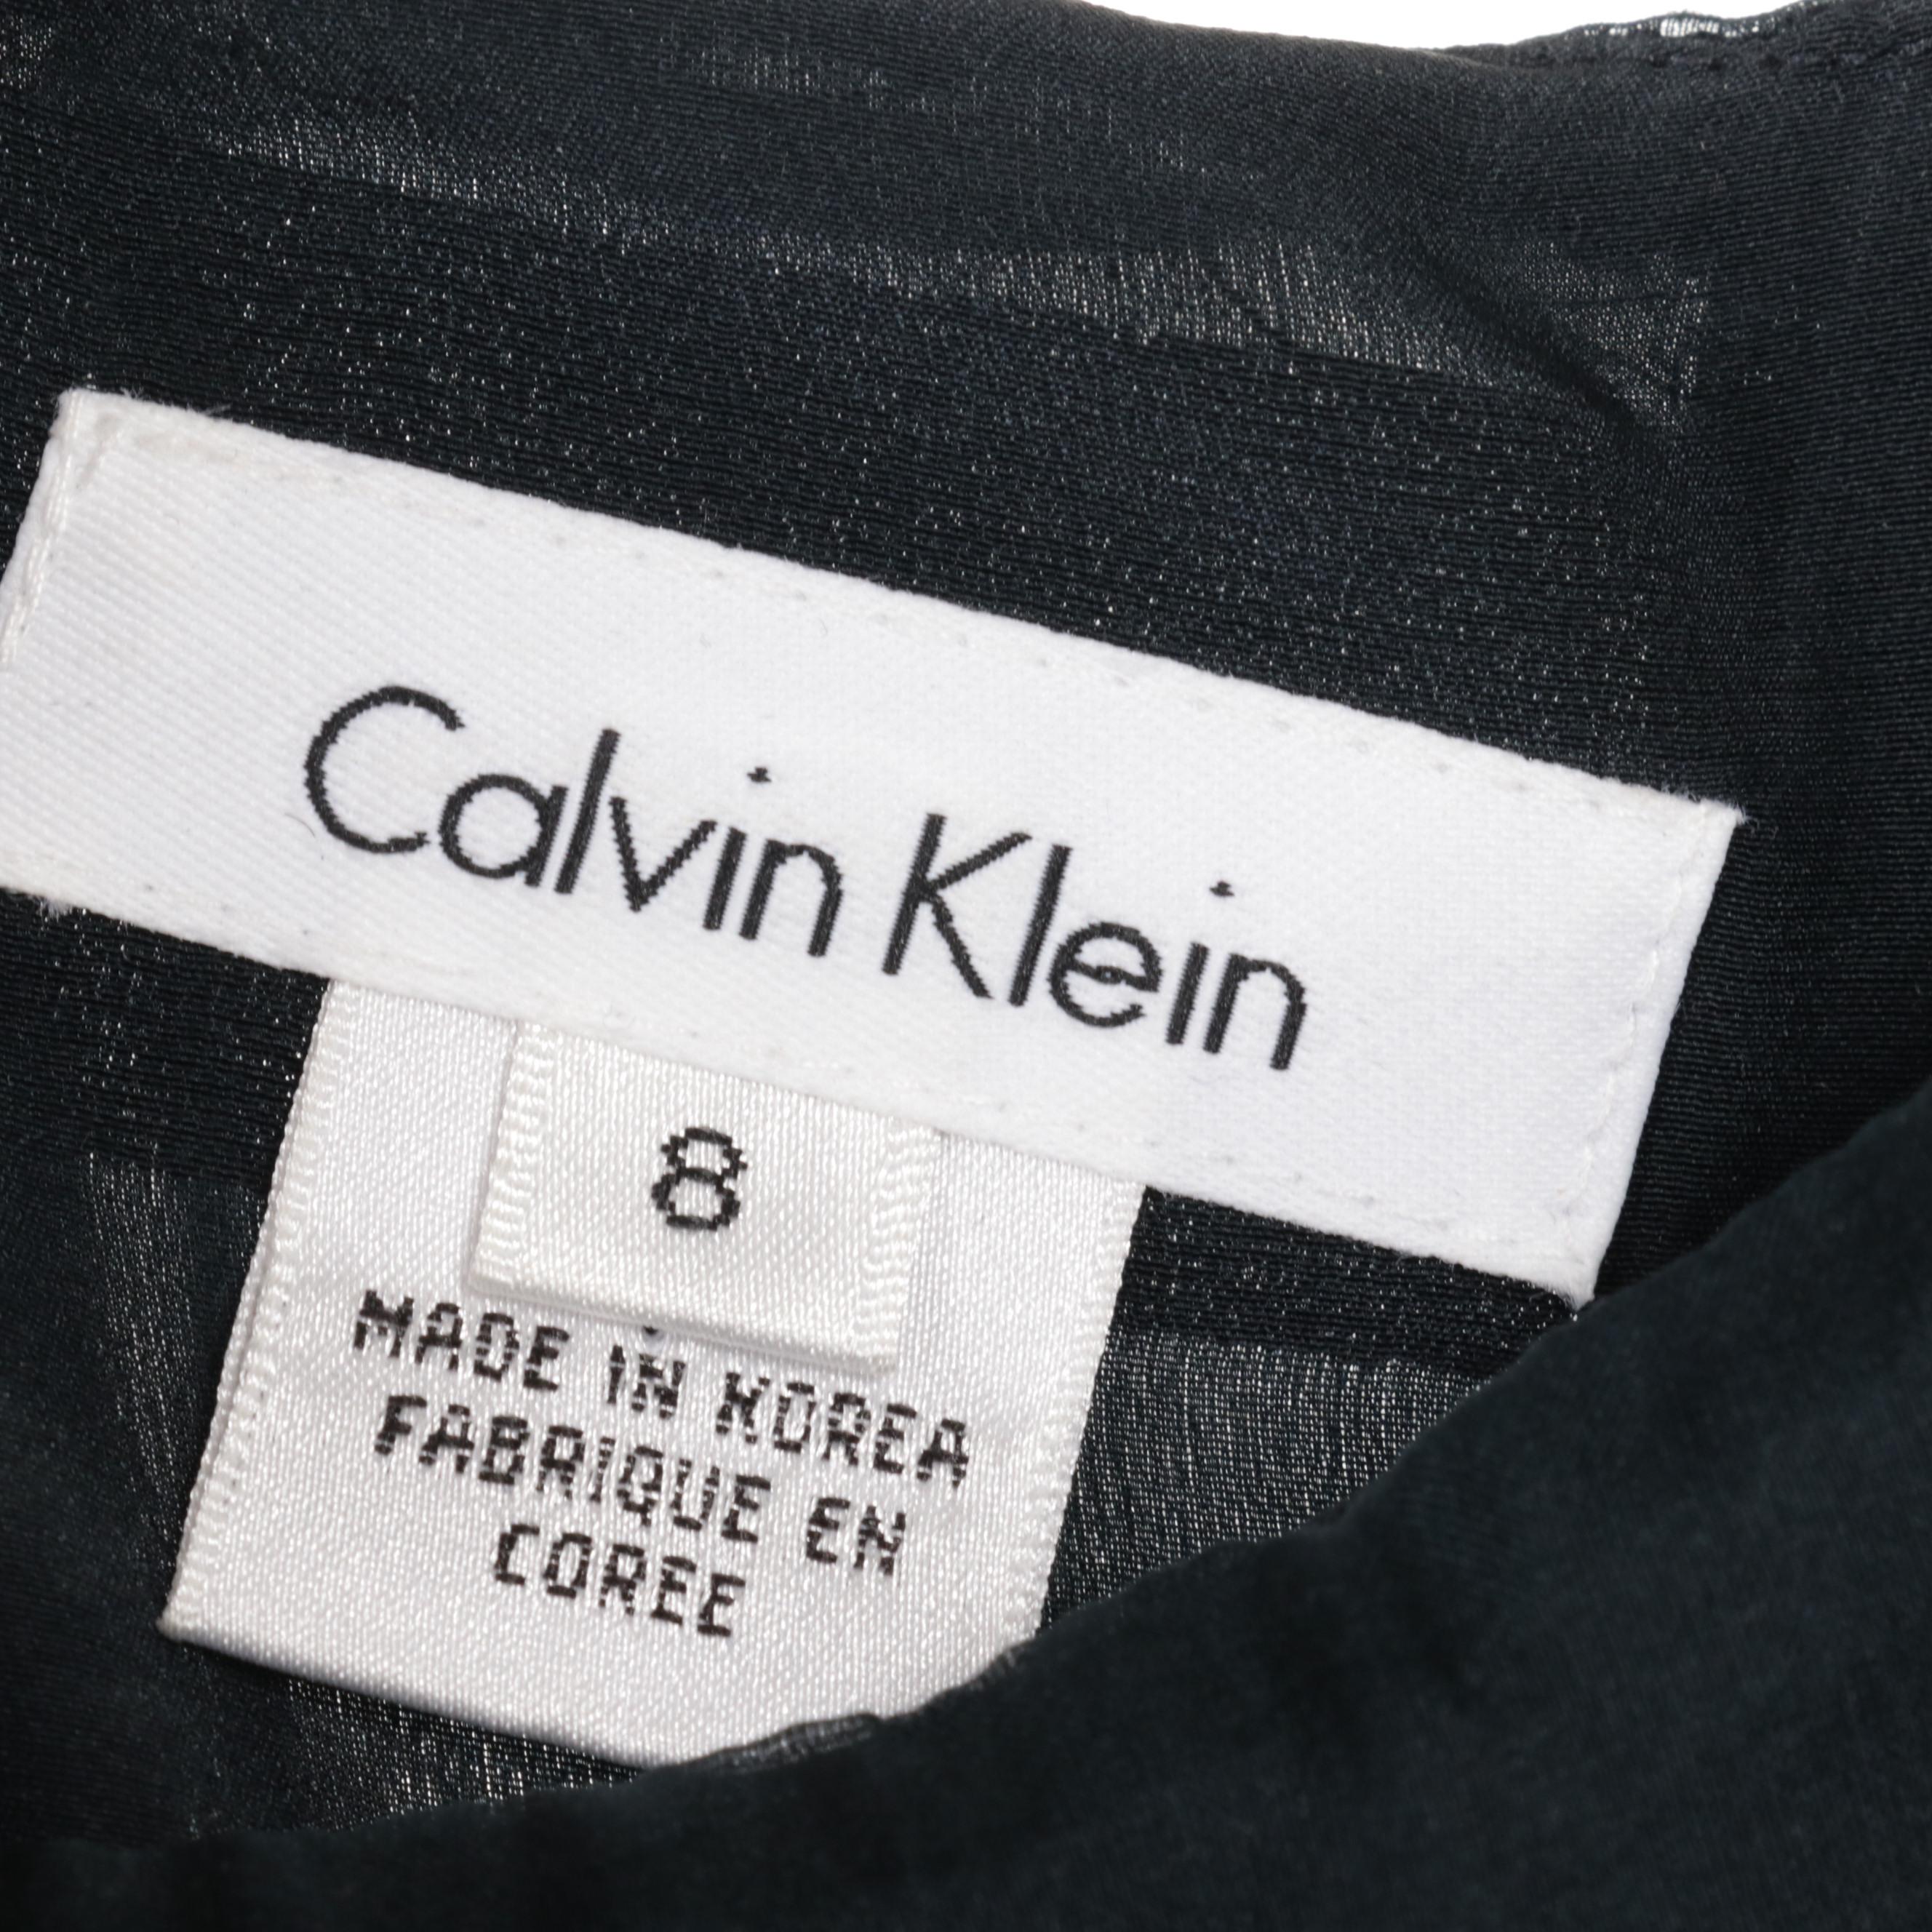 Calvin Klein
8
MADE IN KOREA
FABRIQUE EN
COREE